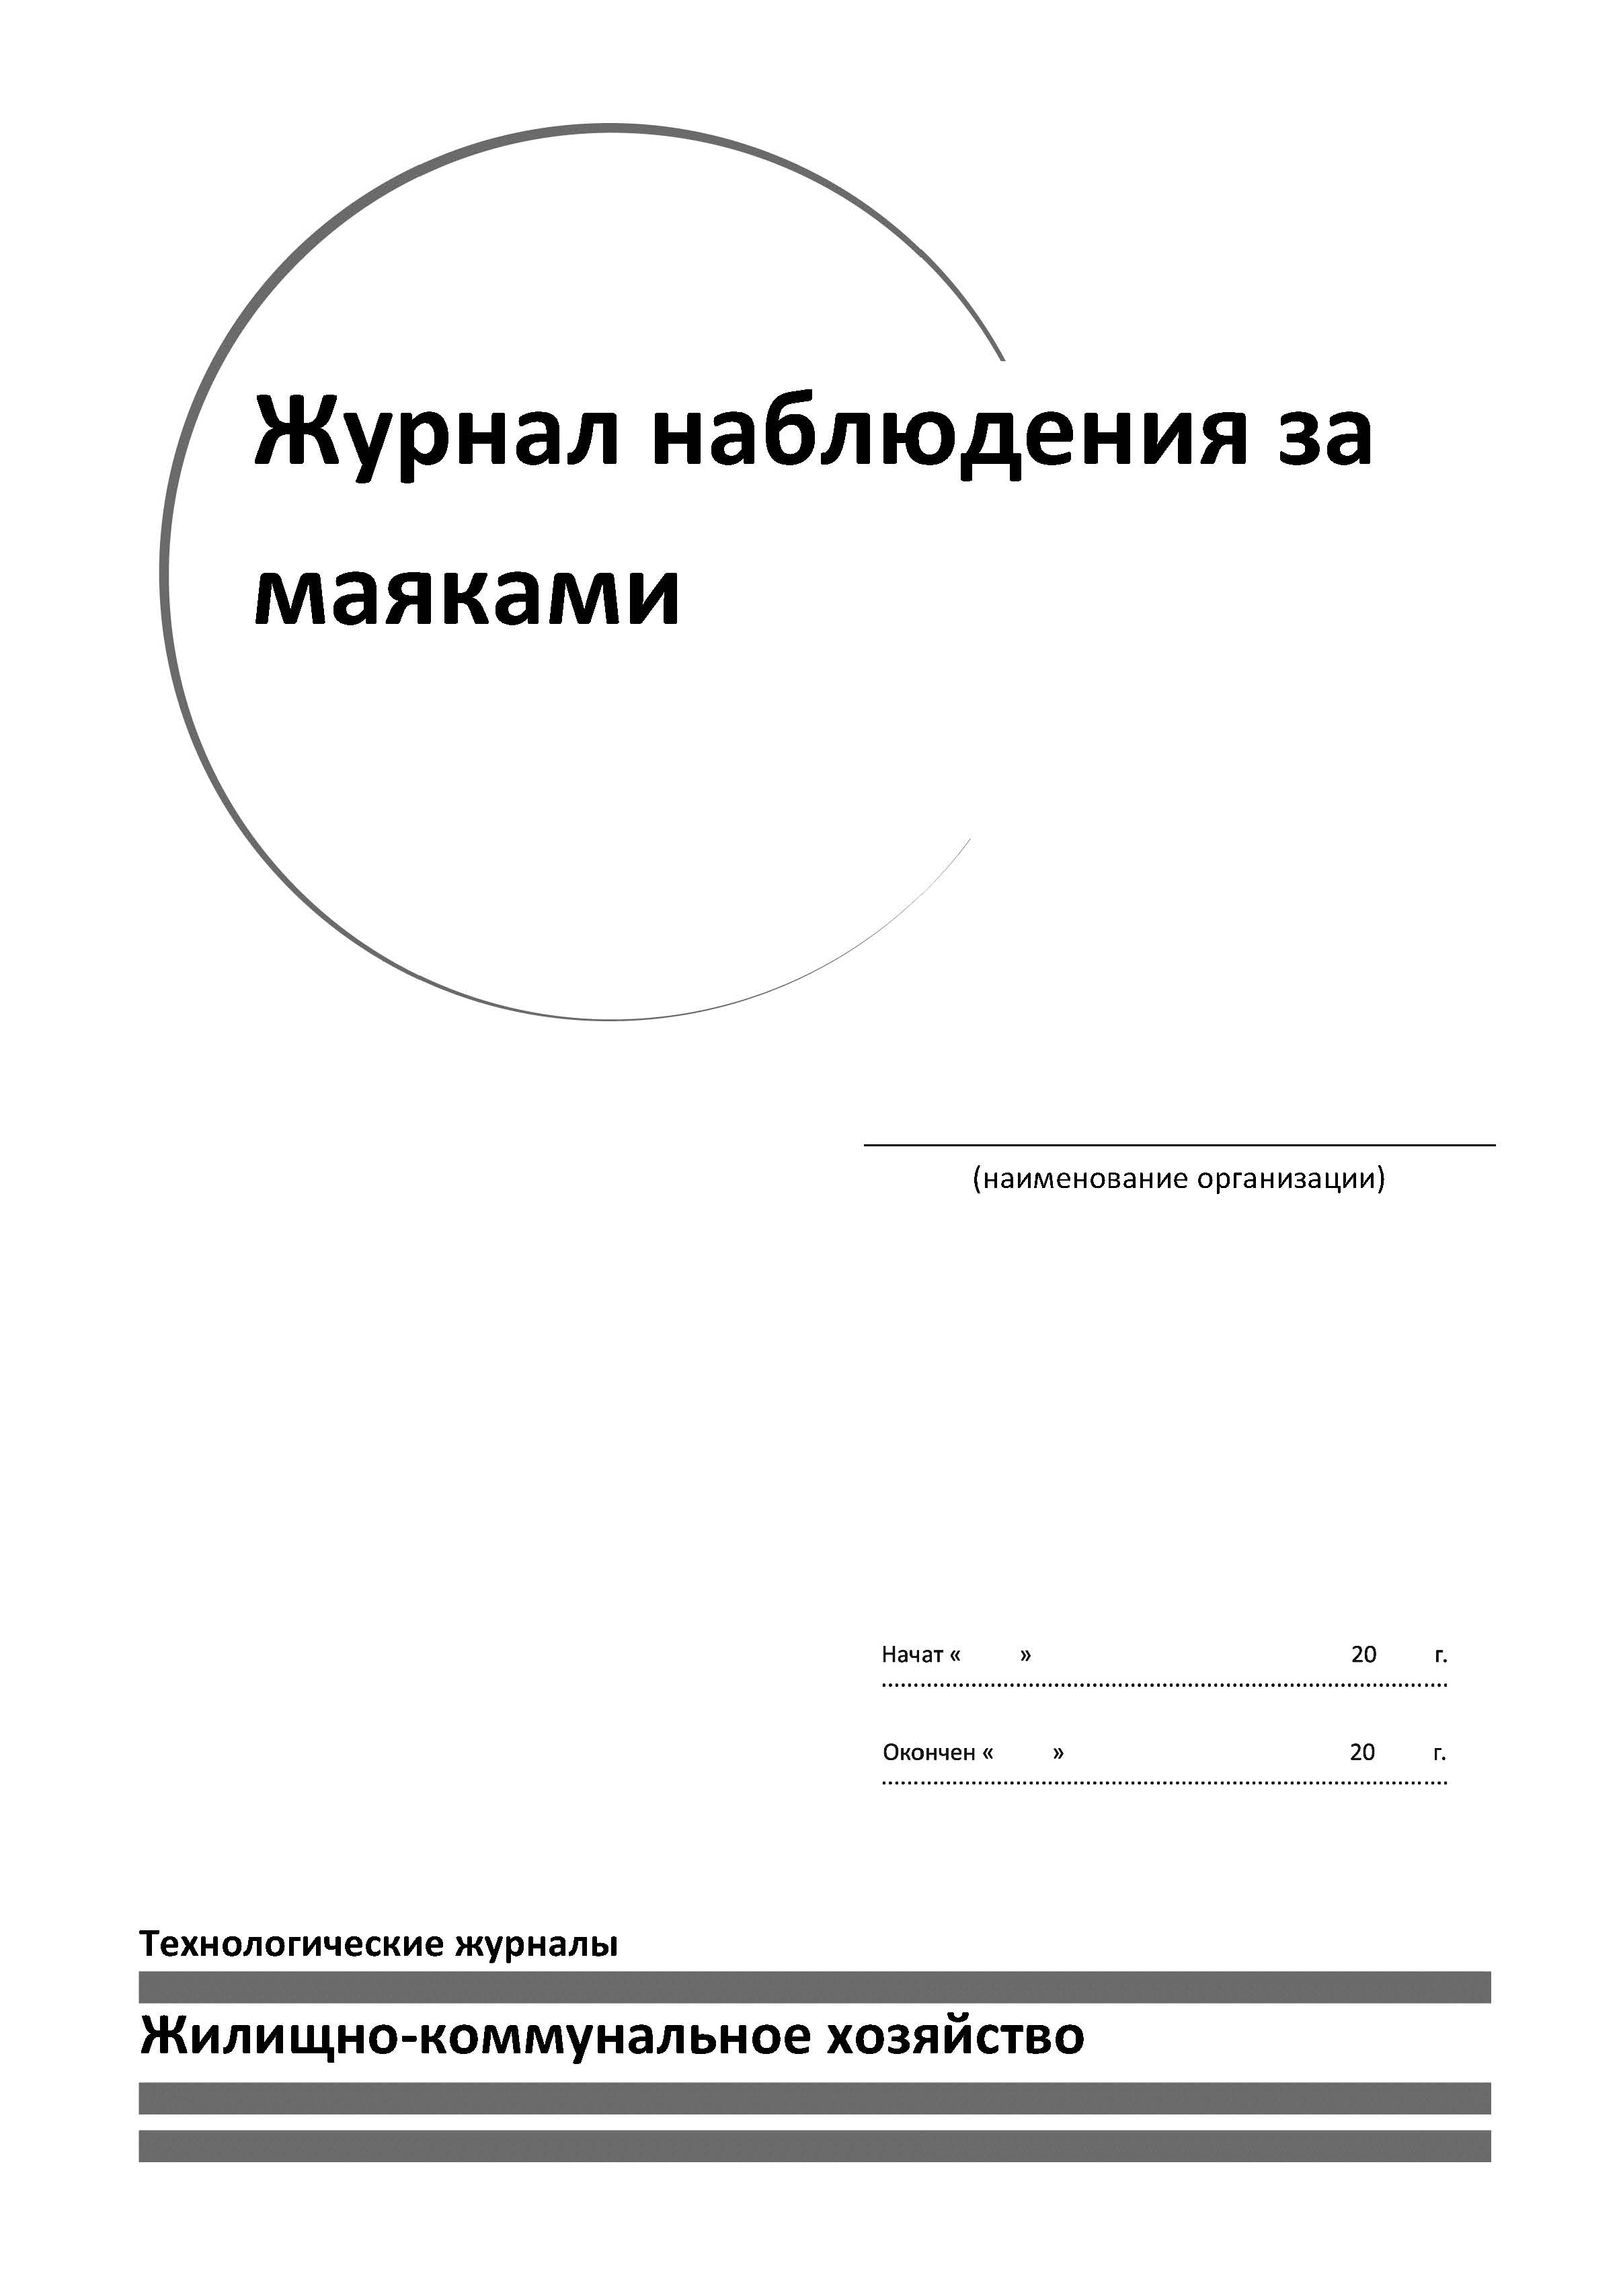 Журнал наблюдения за
маяками
(наименование организации)
Начат « » 20 г.
Окончен « » 20 г.
Технологические журналы
Жилищно-коммунальное хозяйство